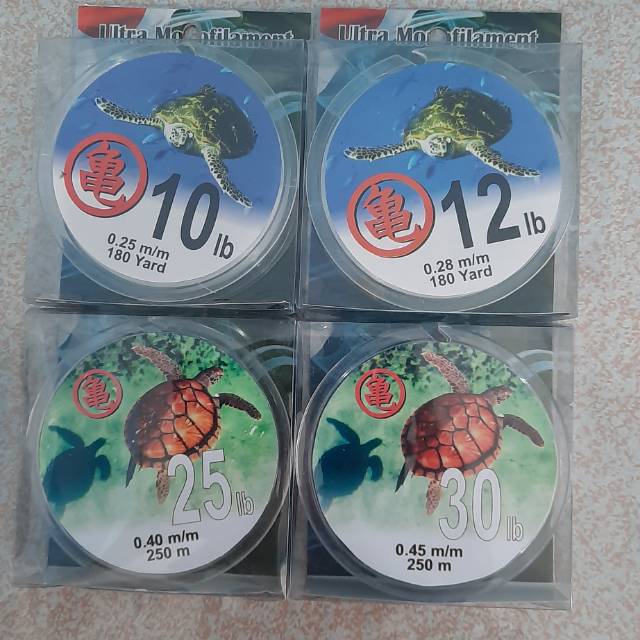 Ultra Monofilament
亀
10 lb
0.25 m/m
180 Yard
Ultra Monofilament
亀
12 lb
0.28 m/m
180 Yard
亀
25 lb
0.40 m/m
250 m
亀
30 lb
0.45 m/m
250 m